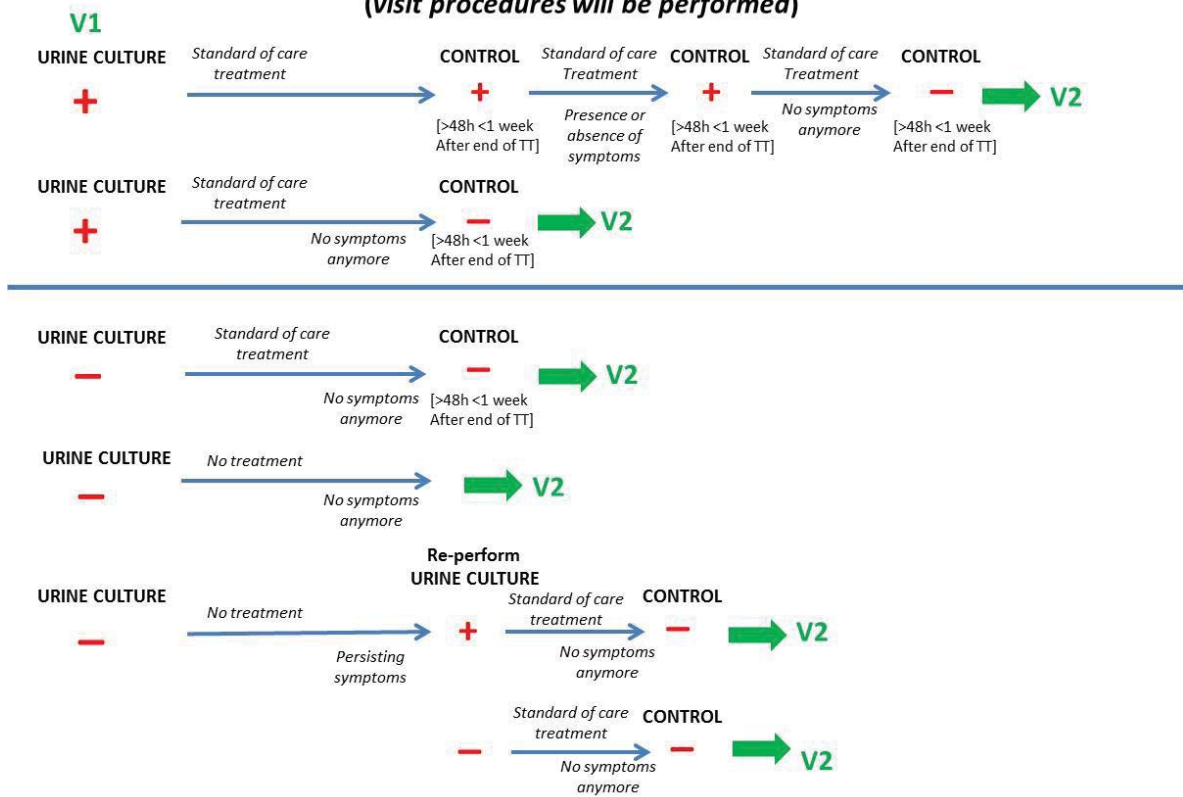 (visit procedures will be performed)
V1
URINE CULTURE
+
Standard of care
treatment
CONTROL
+
[>48h <1 week
After end of TT]
Standard of care
Treatment
Presence or
absence of
symptoms
CONTROL
+
[>48h <1 week
After end of TT]
Standard of care
Treatment
No symptoms
anymore
CONTROL
−
[>48h <1 week
After end of TT]
V2
URINE CULTURE
+
Standard of care
treatment
No symptoms
anymore
CONTROL
−
[>48h <1 week
After end of TT]
V2
URINE CULTURE
−
Standard of care
treatment
No symptoms
anymore
CONTROL
−
[>48h <1 week
After end of TT]
V2
URINE CULTURE
−
No treatment
No symptoms
anymore
V2
URINE CULTURE
−
No treatment
Persisting
symptoms
Re-perform
URINE CULTURE
+
Standard of care
treatment
No symptoms
anymore
CONTROL
−
V2
−
Standard of care
treatment
No symptoms
anymore
CONTROL
−
V2